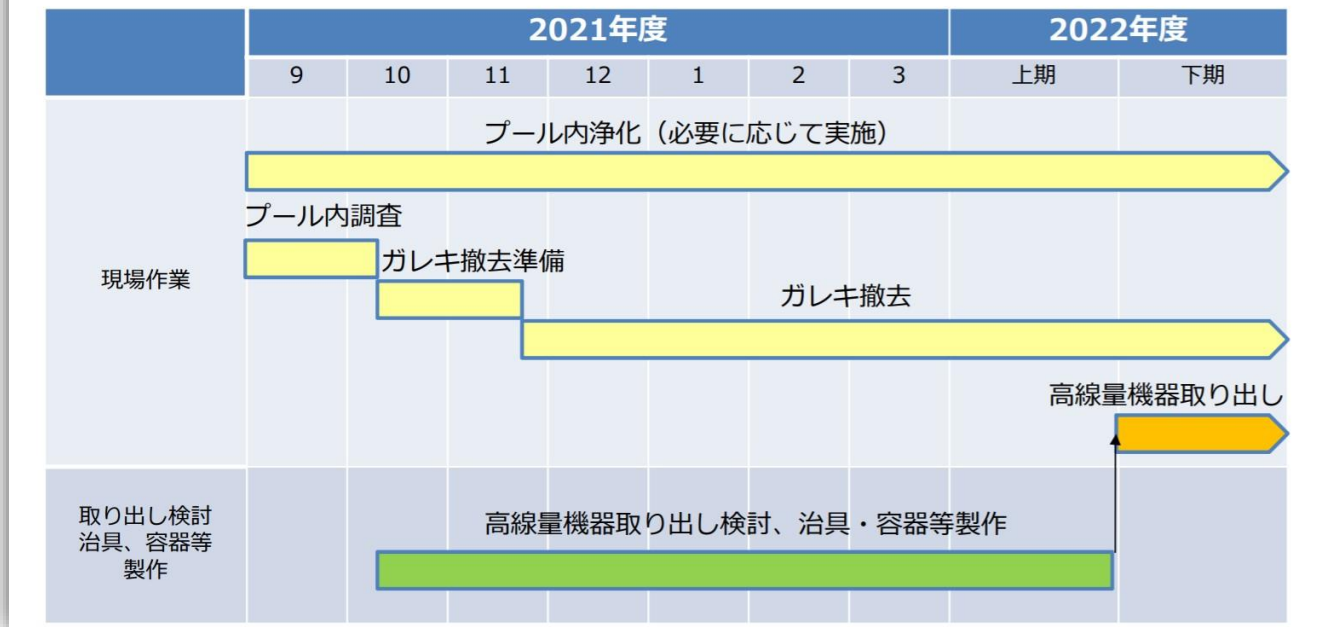 2021年度 2022年度
9 10 11 12 1 2 3 上期 下期
プール内浄化（必要に応じて実施）
プール内調査
ガレキ撤去準備
現場作業
ガレキ撤去
高線量機器取り出し
取り出し検討
治具、容器等
製作
高線量機器取り出し検討、治具・容器等製作